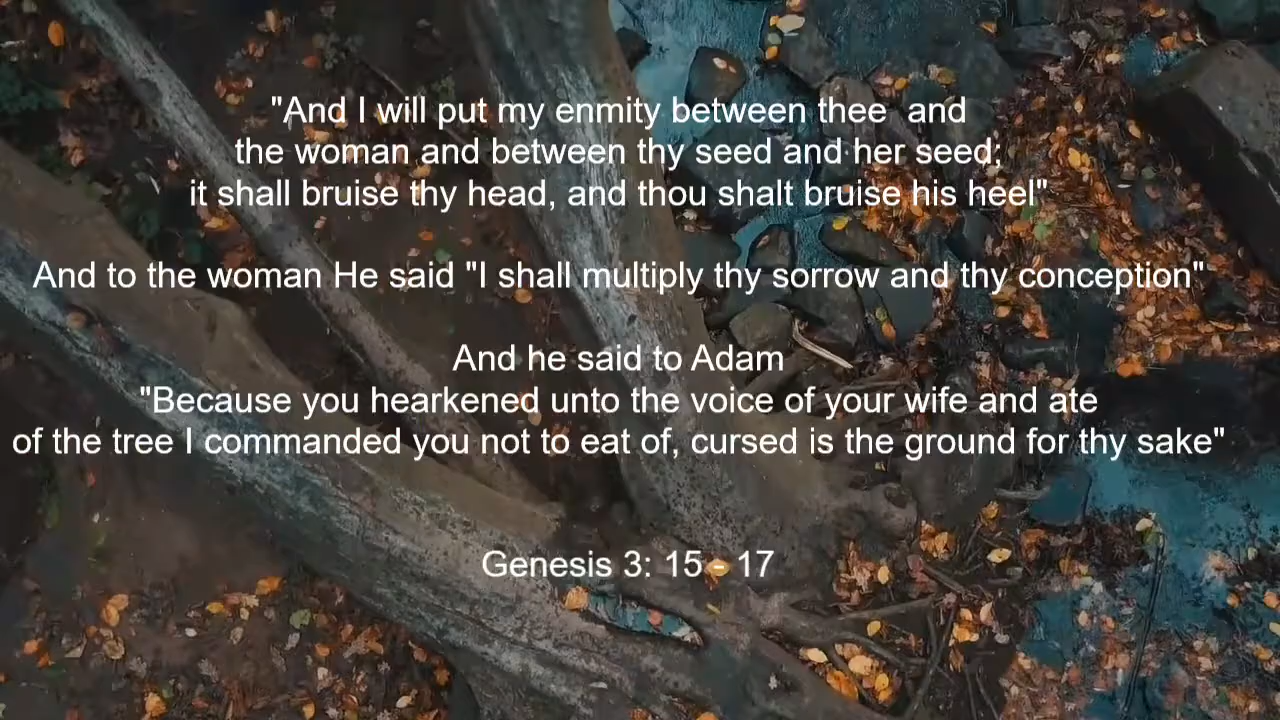 "And I will put my enmity between thee  and
the woman and between thy seed and her seed;
it shall bruise thy head, and thou shalt bruise his heel"
And to the woman He said "I shall multiply thy sorrow and thy conception"
And he said to Adam
"Because you hearkened unto the voice of your wife and ate
of the tree I commanded you not to eat of, cursed is the ground for thy sake"
Genesis 3: 15 - 17